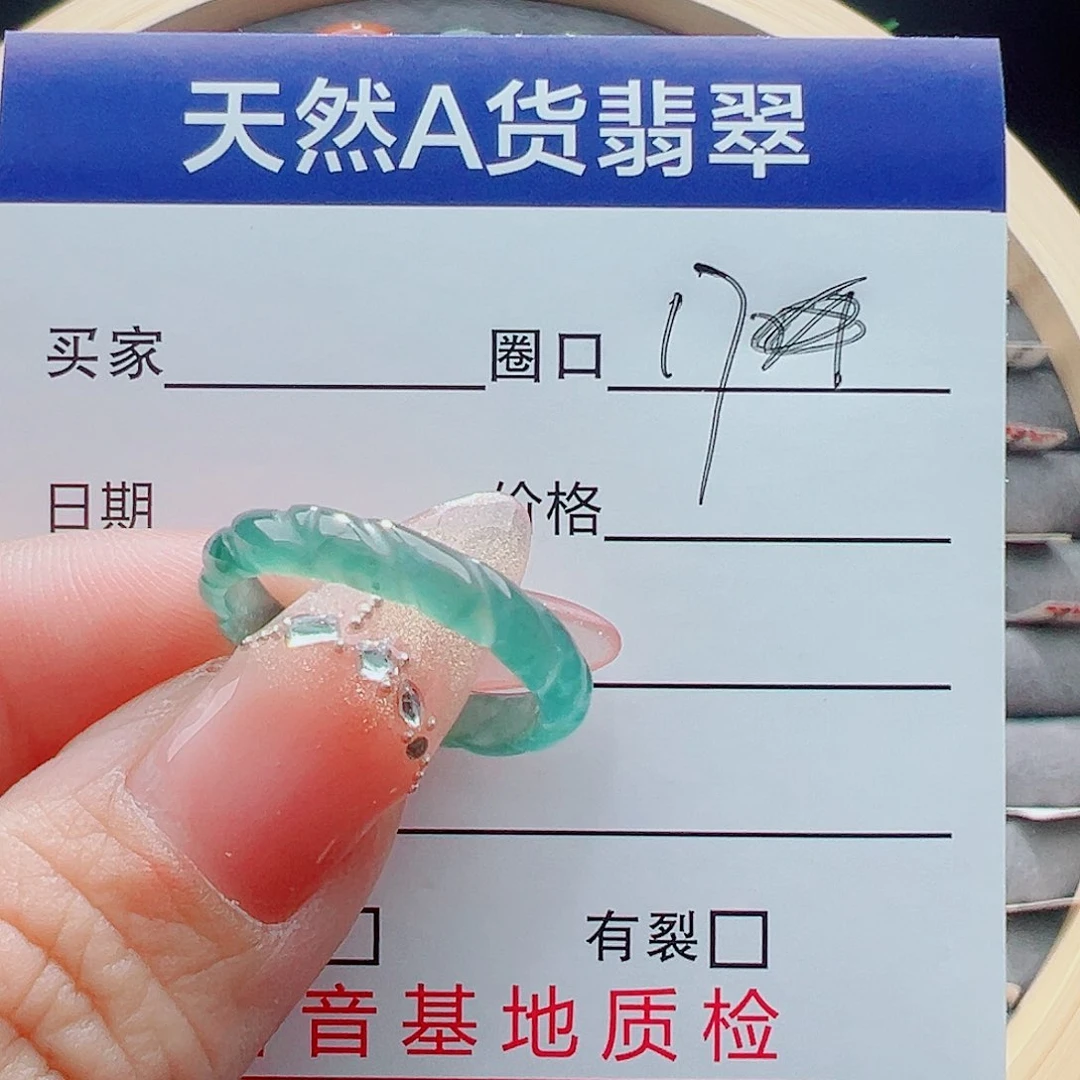 天然A货翡翠
买家 圈口 17
日期 价格
有裂
音基地质检